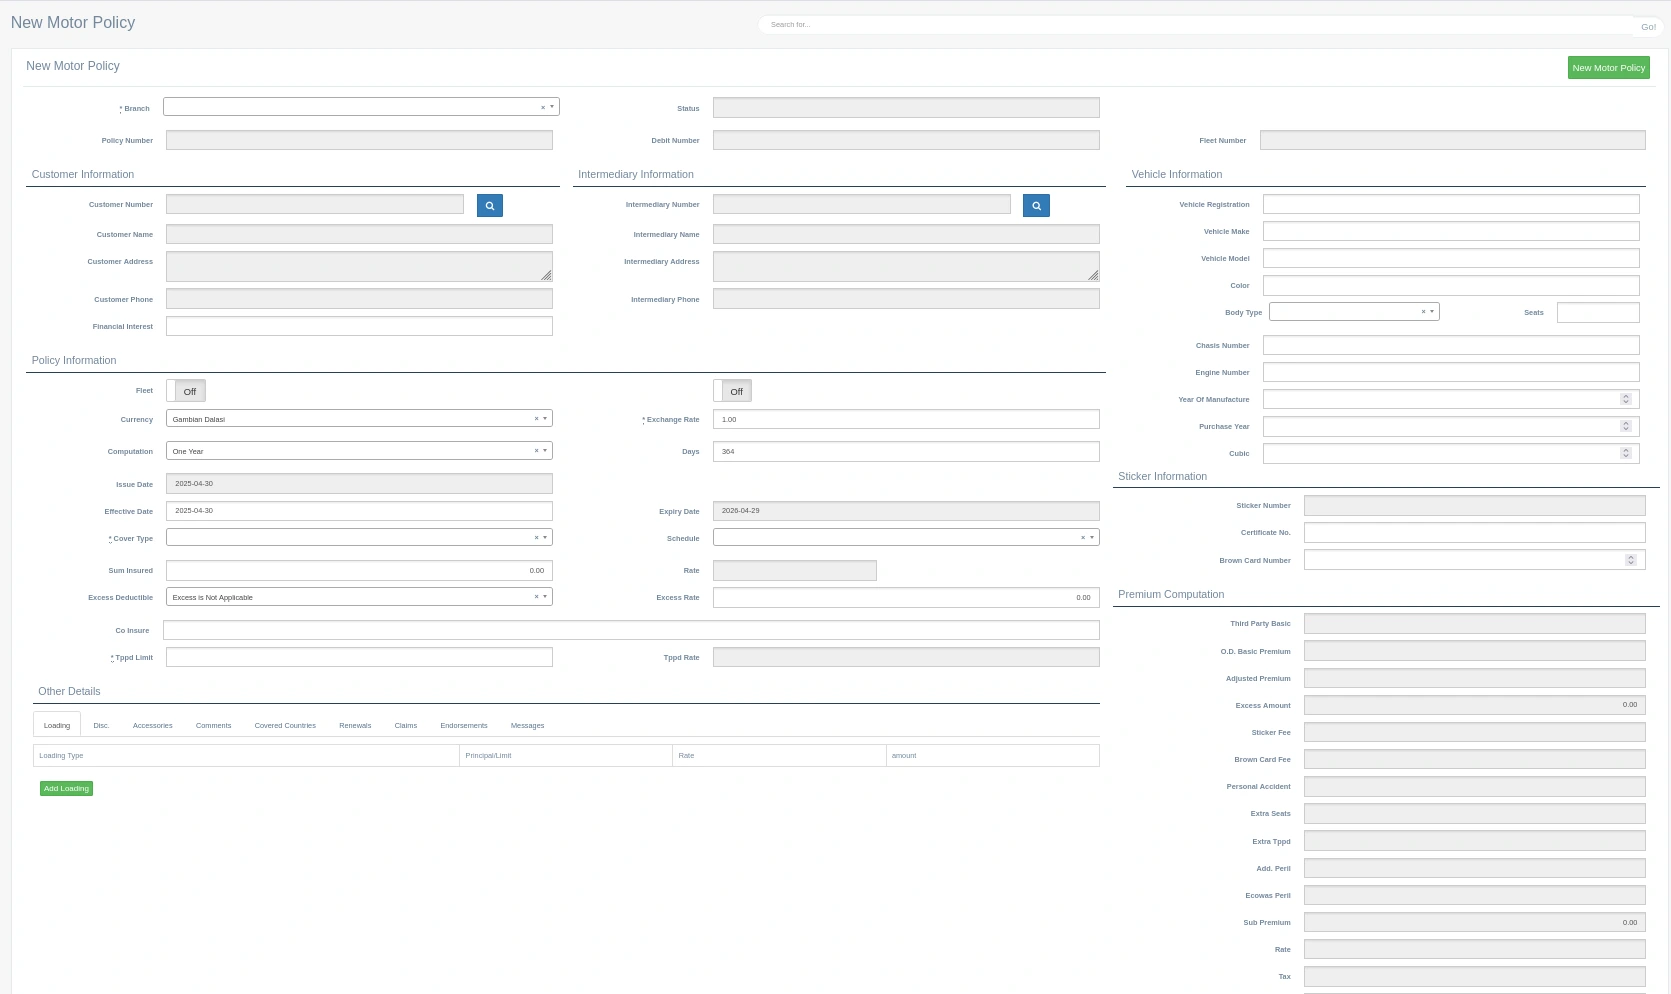 New Motor Policy
Search for...
Go!
New Motor Policy
New Motor Policy
* Branch
× 
Status
Policy Number
Debit Number
Fleet Number
Customer Information
Intermediary Information
Vehicle Information
Customer Number
Intermediary Number
Vehicle Registration
Customer Name
Intermediary Name
Vehicle Make
Customer Address
Intermediary Address
Vehicle Model
Color
Customer Phone
Intermediary Phone
Body Type
×
Seats
Financial Interest
Chasis Number
Policy Information
Engine Number
Fleet
Off
Off
Year Of Manufacture
Currency
Gambian Dalasi
×
* Exchange Rate
1.00
Purchase Year
Computation
One Year
×
Days
364
Cubic
Sticker Information
Issue Date
2025-04-30
Sticker Number
Effective Date
2025-04-30
Expiry Date
2026-04-29
Certificate No.
* Cover Type
×
Schedule
×
Brown Card Number
Sum Insured
0.00
Rate
Excess Deductible
Excess is Not Applicable
×
Excess Rate
0.00
Premium Computation
Co Insure
Third Party Basic
* Tppd Limit
Tppd Rate
O.D. Basic Premium
Adjusted Premium
Other Details
Excess Amount
0.00
Loading
Disc.
Accessories
Comments
Covered Countries
Renewals
Claims
Endorsements
Messages
Sticker Fee
Loading Type
Principal/Limit
Rate
amount
Brown Card Fee
Add Loading
Personal Accident
Extra Seats
Extra Tppd
Add. Peril
Ecowas Peril
Sub Premium
0.00
Rate
Tax